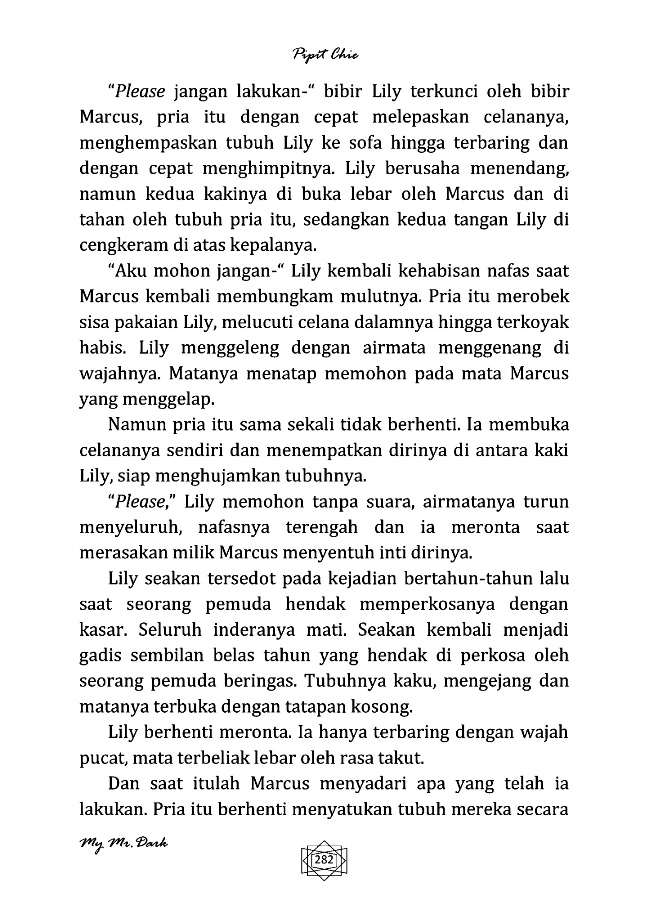 Pipit Chie
“Please jangan lakukan-“ bibir Lily terkunci oleh bibir
Marcus, pria itu dengan cepat melepaskan celananya,
menghempaskan tubuh Lily ke sofa hingga terbaring dan
dengan cepat menghimpitnya. Lily berusaha menendang,
namun kedua kakinya di buka lebar oleh Marcus dan di
tahan oleh tubuh pria itu, sedangkan kedua tangan Lily di
cengkeram di atas kepalanya.
“Aku mohon jangan-“ Lily kembali kehabisan nafas saat
Marcus kembali membungkam mulutnya. Pria itu merobek
sisa pakaian Lily, melucuti celana dalamnya hingga terkoyak
habis. Lily menggeleng dengan airmata menggenang di
wajahnya. Matanya menatap memohon pada mata Marcus
yang menggelap.
Namun pria itu sama sekali tidak berhenti. Ia membuka
celananya sendiri dan menempatkan dirinya di antara kaki
Lily, siap menghujamkan tubuhnya.
“Please,” Lily memohon tanpa suara, airmatanya turun
menyeluruh, nafasnya terengah dan ia meronta saat
merasakan milik Marcus menyentuh inti dirinya.
Lily seakan tersedot pada kejadian bertahun-tahun lalu
saat seorang pemuda hendak memperkosanya dengan
kasar. Seluruh inderanya mati. Seakan kembali menjadi
gadis sembilan belas tahun yang hendak di perkosa oleh
seorang pemuda beringas. Tubuhnya kaku, mengejang dan
matanya terbuka dengan tatapan kosong.
Lily berhenti meronta. Ia hanya terbaring dengan wajah
pucat, mata terbeliak lebar oleh rasa takut.
Dan saat itulah Marcus menyadari apa yang telah ia
lakukan. Pria itu berhenti menyatukan tubuh mereka secara
My Mr. Dark
282